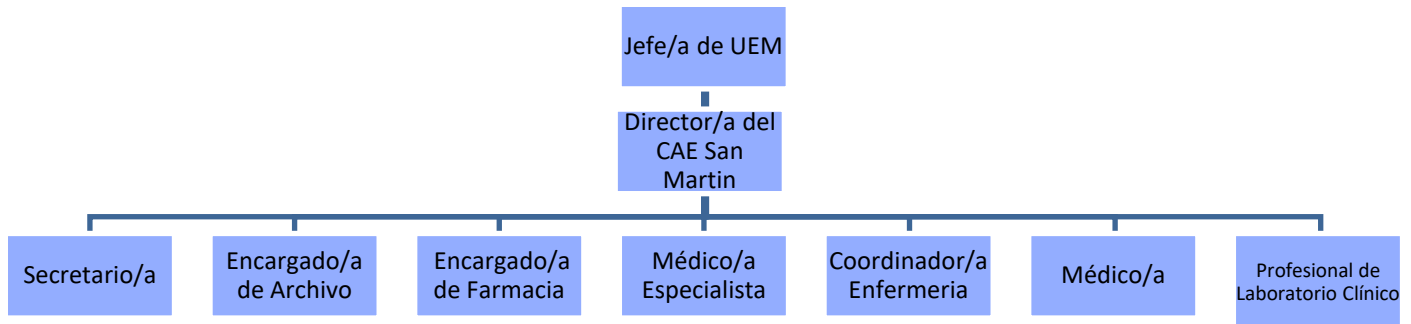 Jefe/a de UEM
Director/a del
CAE San
Martin
Secretario/a
Encargado/a
de Archivo
Encargado/a
de Farmacia
Médico/a
Especialista
Coordinador/a
Enfermeria
Médico/a
Profesional de
Laboratorio Clínico